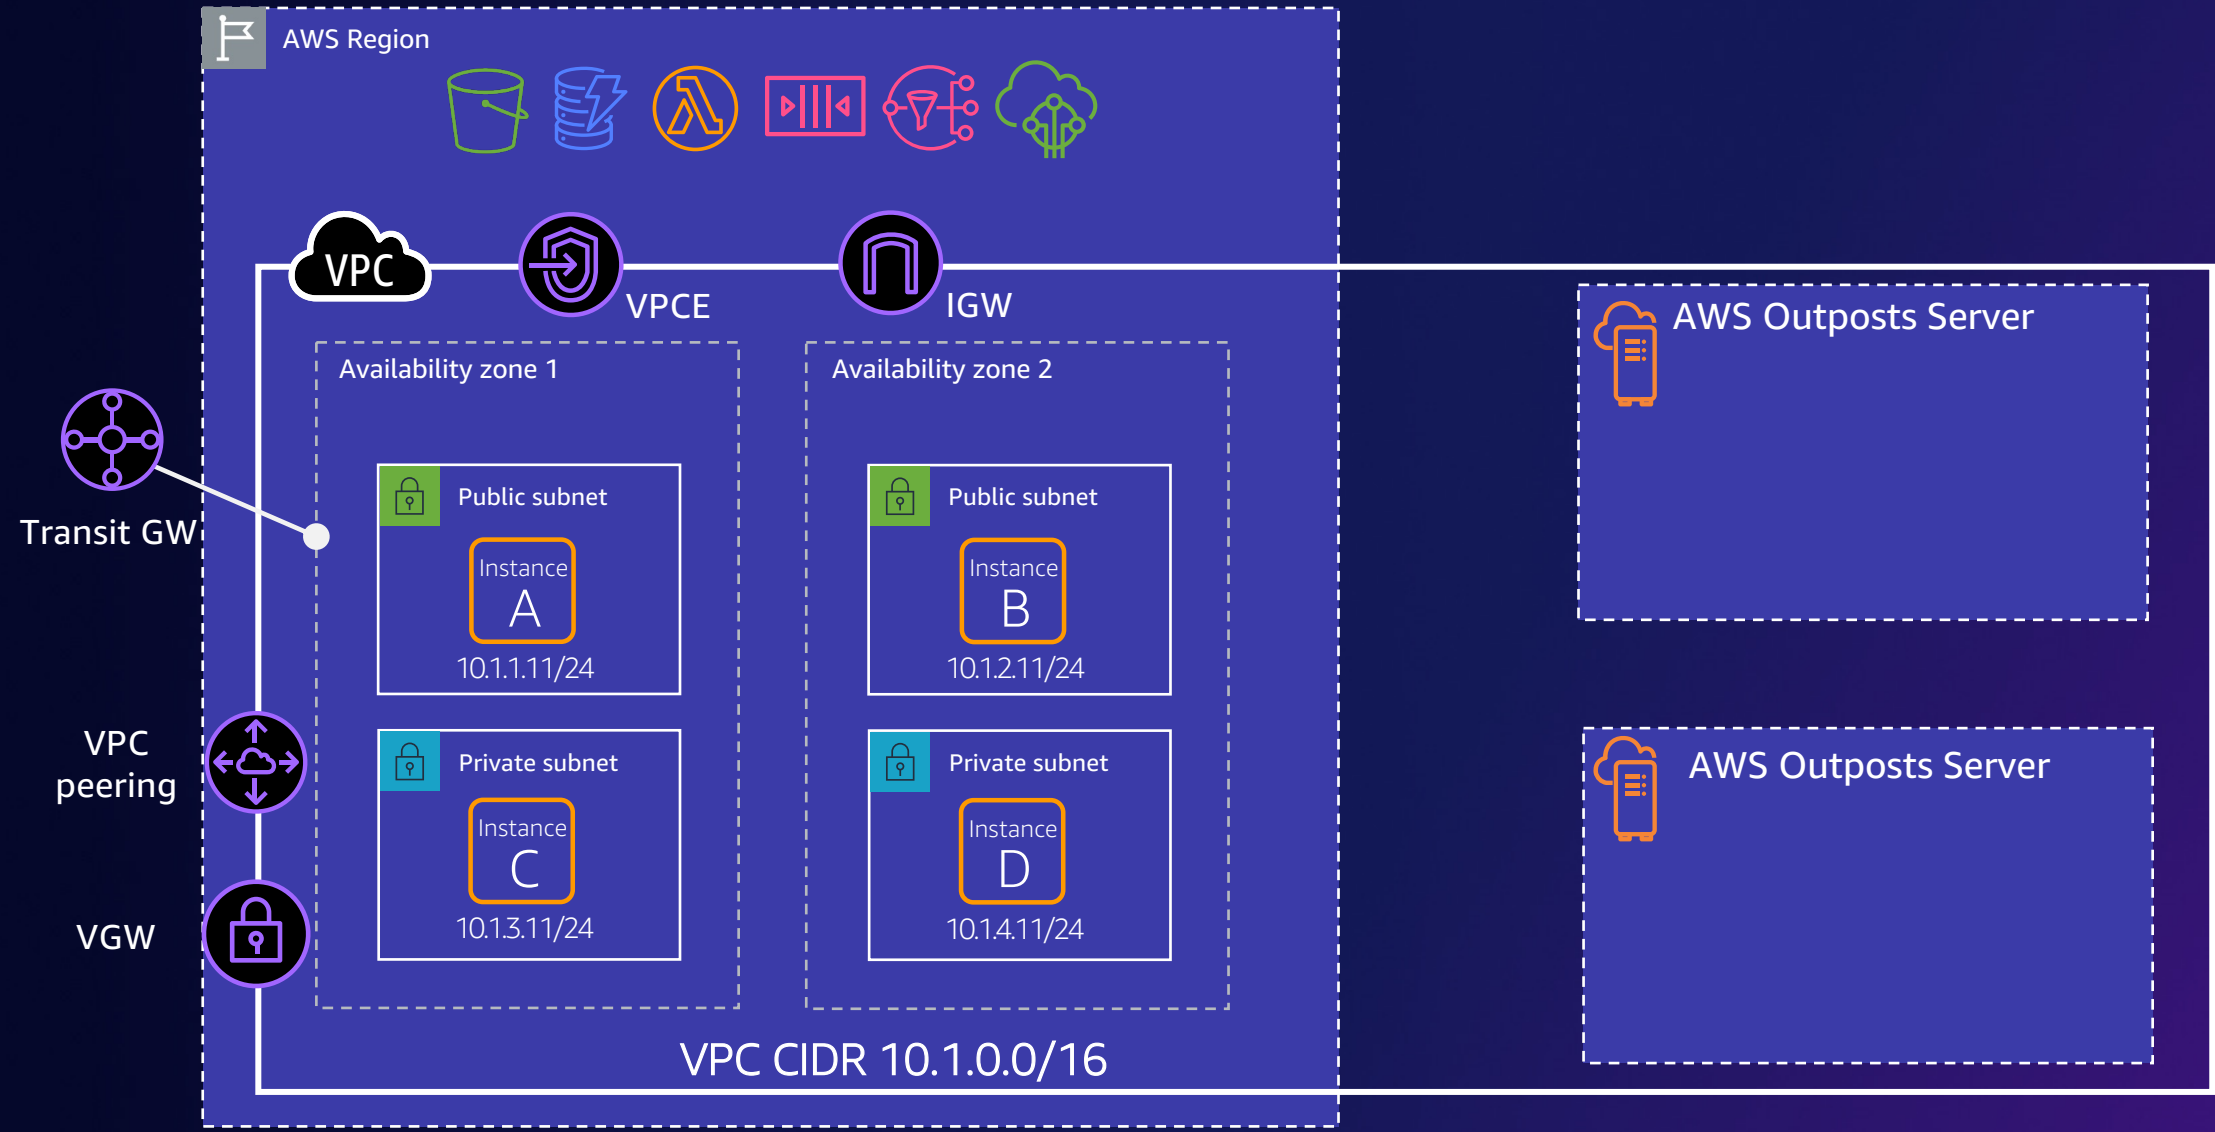 AWS Region
VPC
VPCE
IGW
AWS Outposts Server
Availability zone 1
Availability zone 2
Transit GW
Public subnet
Instance
A
10.1.1.11/24
Public subnet
Instance
B
10.1.2.11/24
VPC
peering
Private subnet
Instance
C
10.1.3.11/24
Private subnet
Instance
D
10.1.4.11/24
AWS Outposts Server
VGW
VPC CIDR 10.1.0.0/16